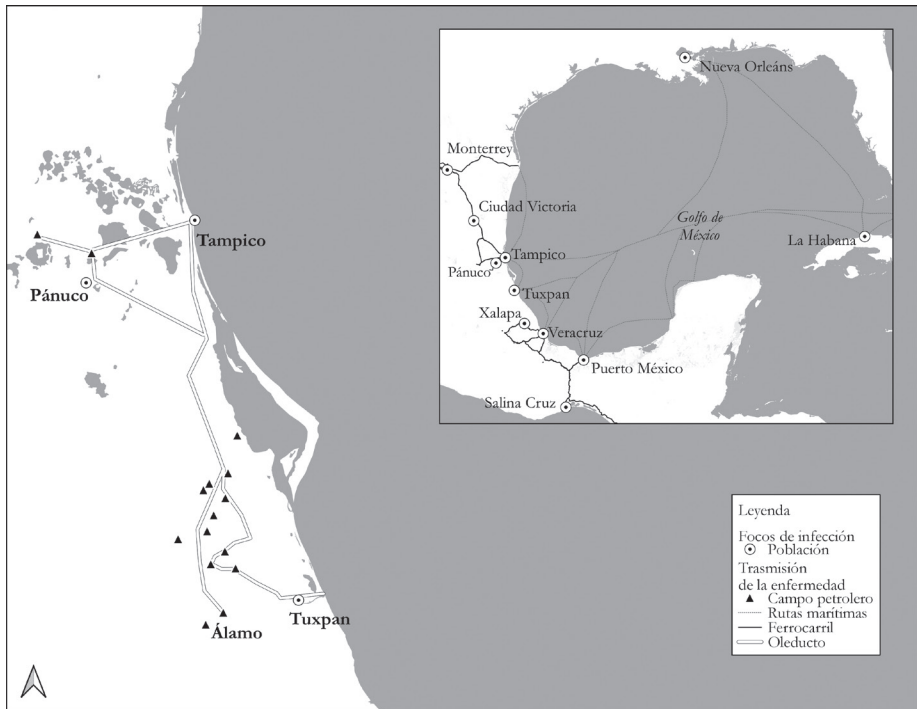 Tampico
Pánuco
Álamo
Tuxpan
Nueva Orleáns
Monterrey
Ciudad Victoria
Golfo de
México
La Habana
Tampico
Pánuco
Tuxpan
Xalapa
Veracruz
Puerto México
Salina Cruz
Leyenda
Focos de infección
Población
Trasmisión
de la enfermedad
Campo petrolero
Rutas marítimas
Ferrocarril
Oleducto